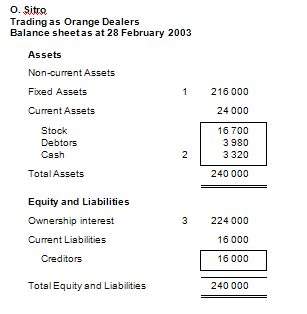 O. Sitro
Trading as Orange Dealers
Balance sheet as at 28 February 2003
Assets
Non-current Assets
Fixed Assets 1 216 000
Current Assets 24 000
Stock 16 700
Debtors 3 980
Cash 2 3 320
Total Assets 240 000
Equity and Liabilities
Ownership interest 3 224 000
Current Liabilities 16 000
Creditors 16 000
Total Equity and Liabilities 240 000